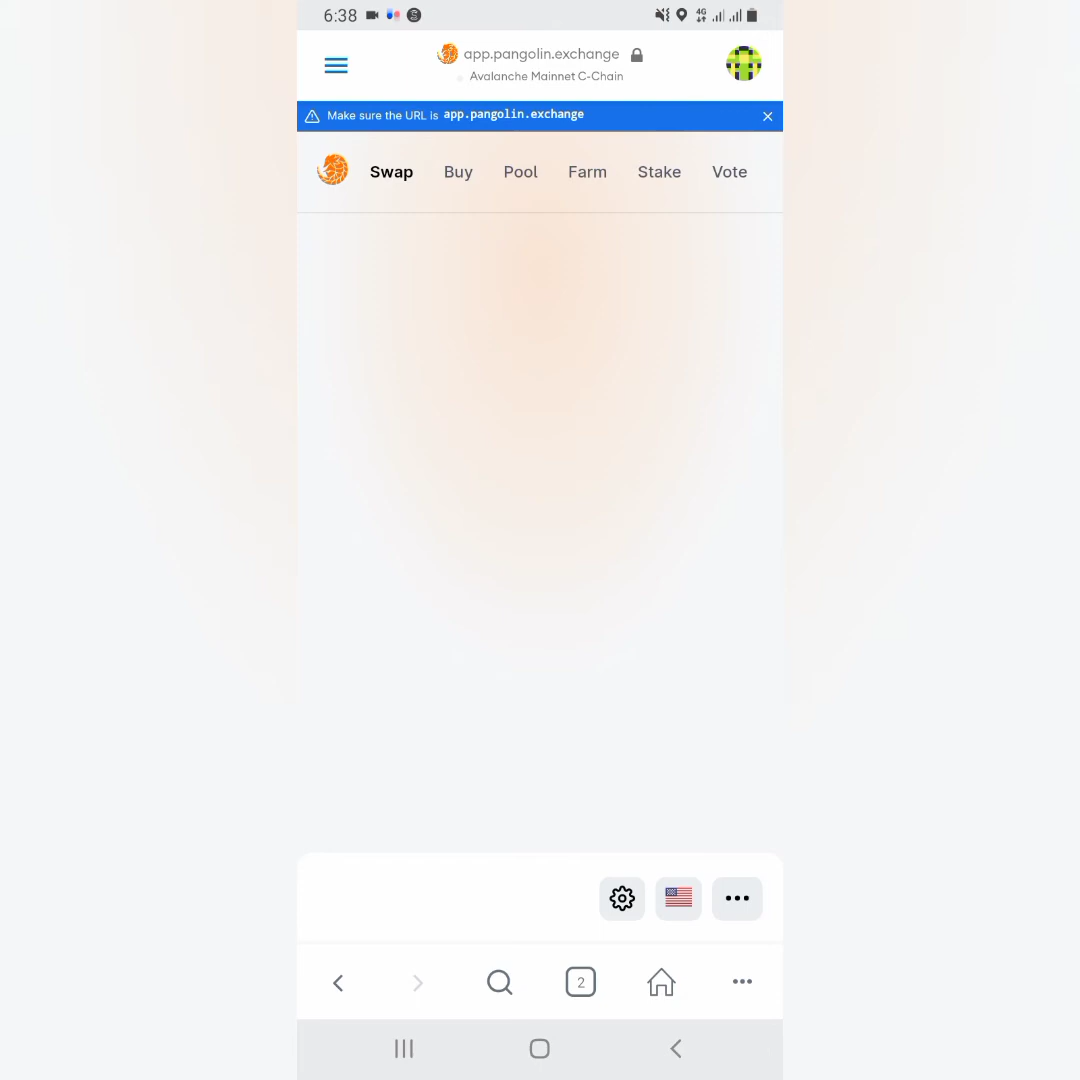 6:38
4G
app.pangolin.exchange
Avalanche Mainnet C-Chain
Make sure the URL is app.pangolin.exchange
Swap Buy Pool Farm Stake Vote
2